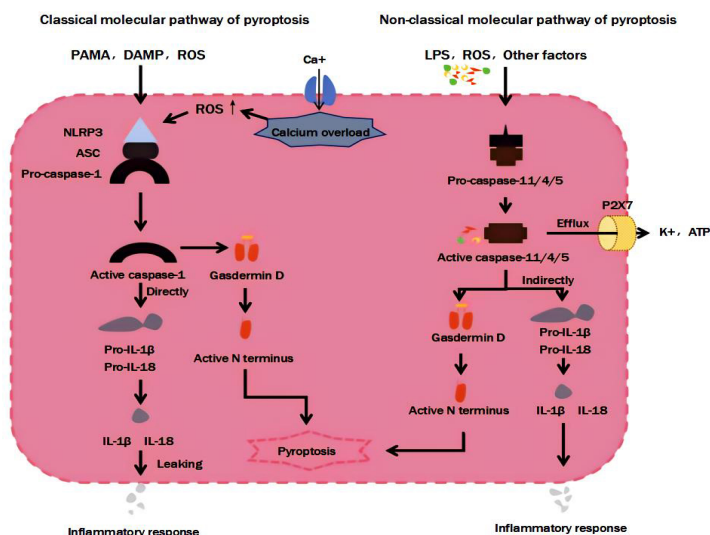 Classical molecular pathway of pyroptosis
Non-classical molecular pathway of pyroptosis
PAMA, DAMP, ROS
Ca+
LPS, ROS, Other factors
ROS ↑
NLRP3
ASC
Pro-caspase-1
Calcium overload
Pro-caspase-11/4/5
P2X7
Efflux
K+, ATP
Active caspase-1
Directly
Gasdermin D
Active caspase-11/4/5
Indirectly
Pro-IL-1β
Pro-IL-18
Active N terminus
Gasdermin D
Pro-IL-1β
Pro-IL-18
IL-1β IL-18
Leaking
Pyroptosis
Active N terminus
IL-1β IL-18
Inflammatory response
Inflammatory response